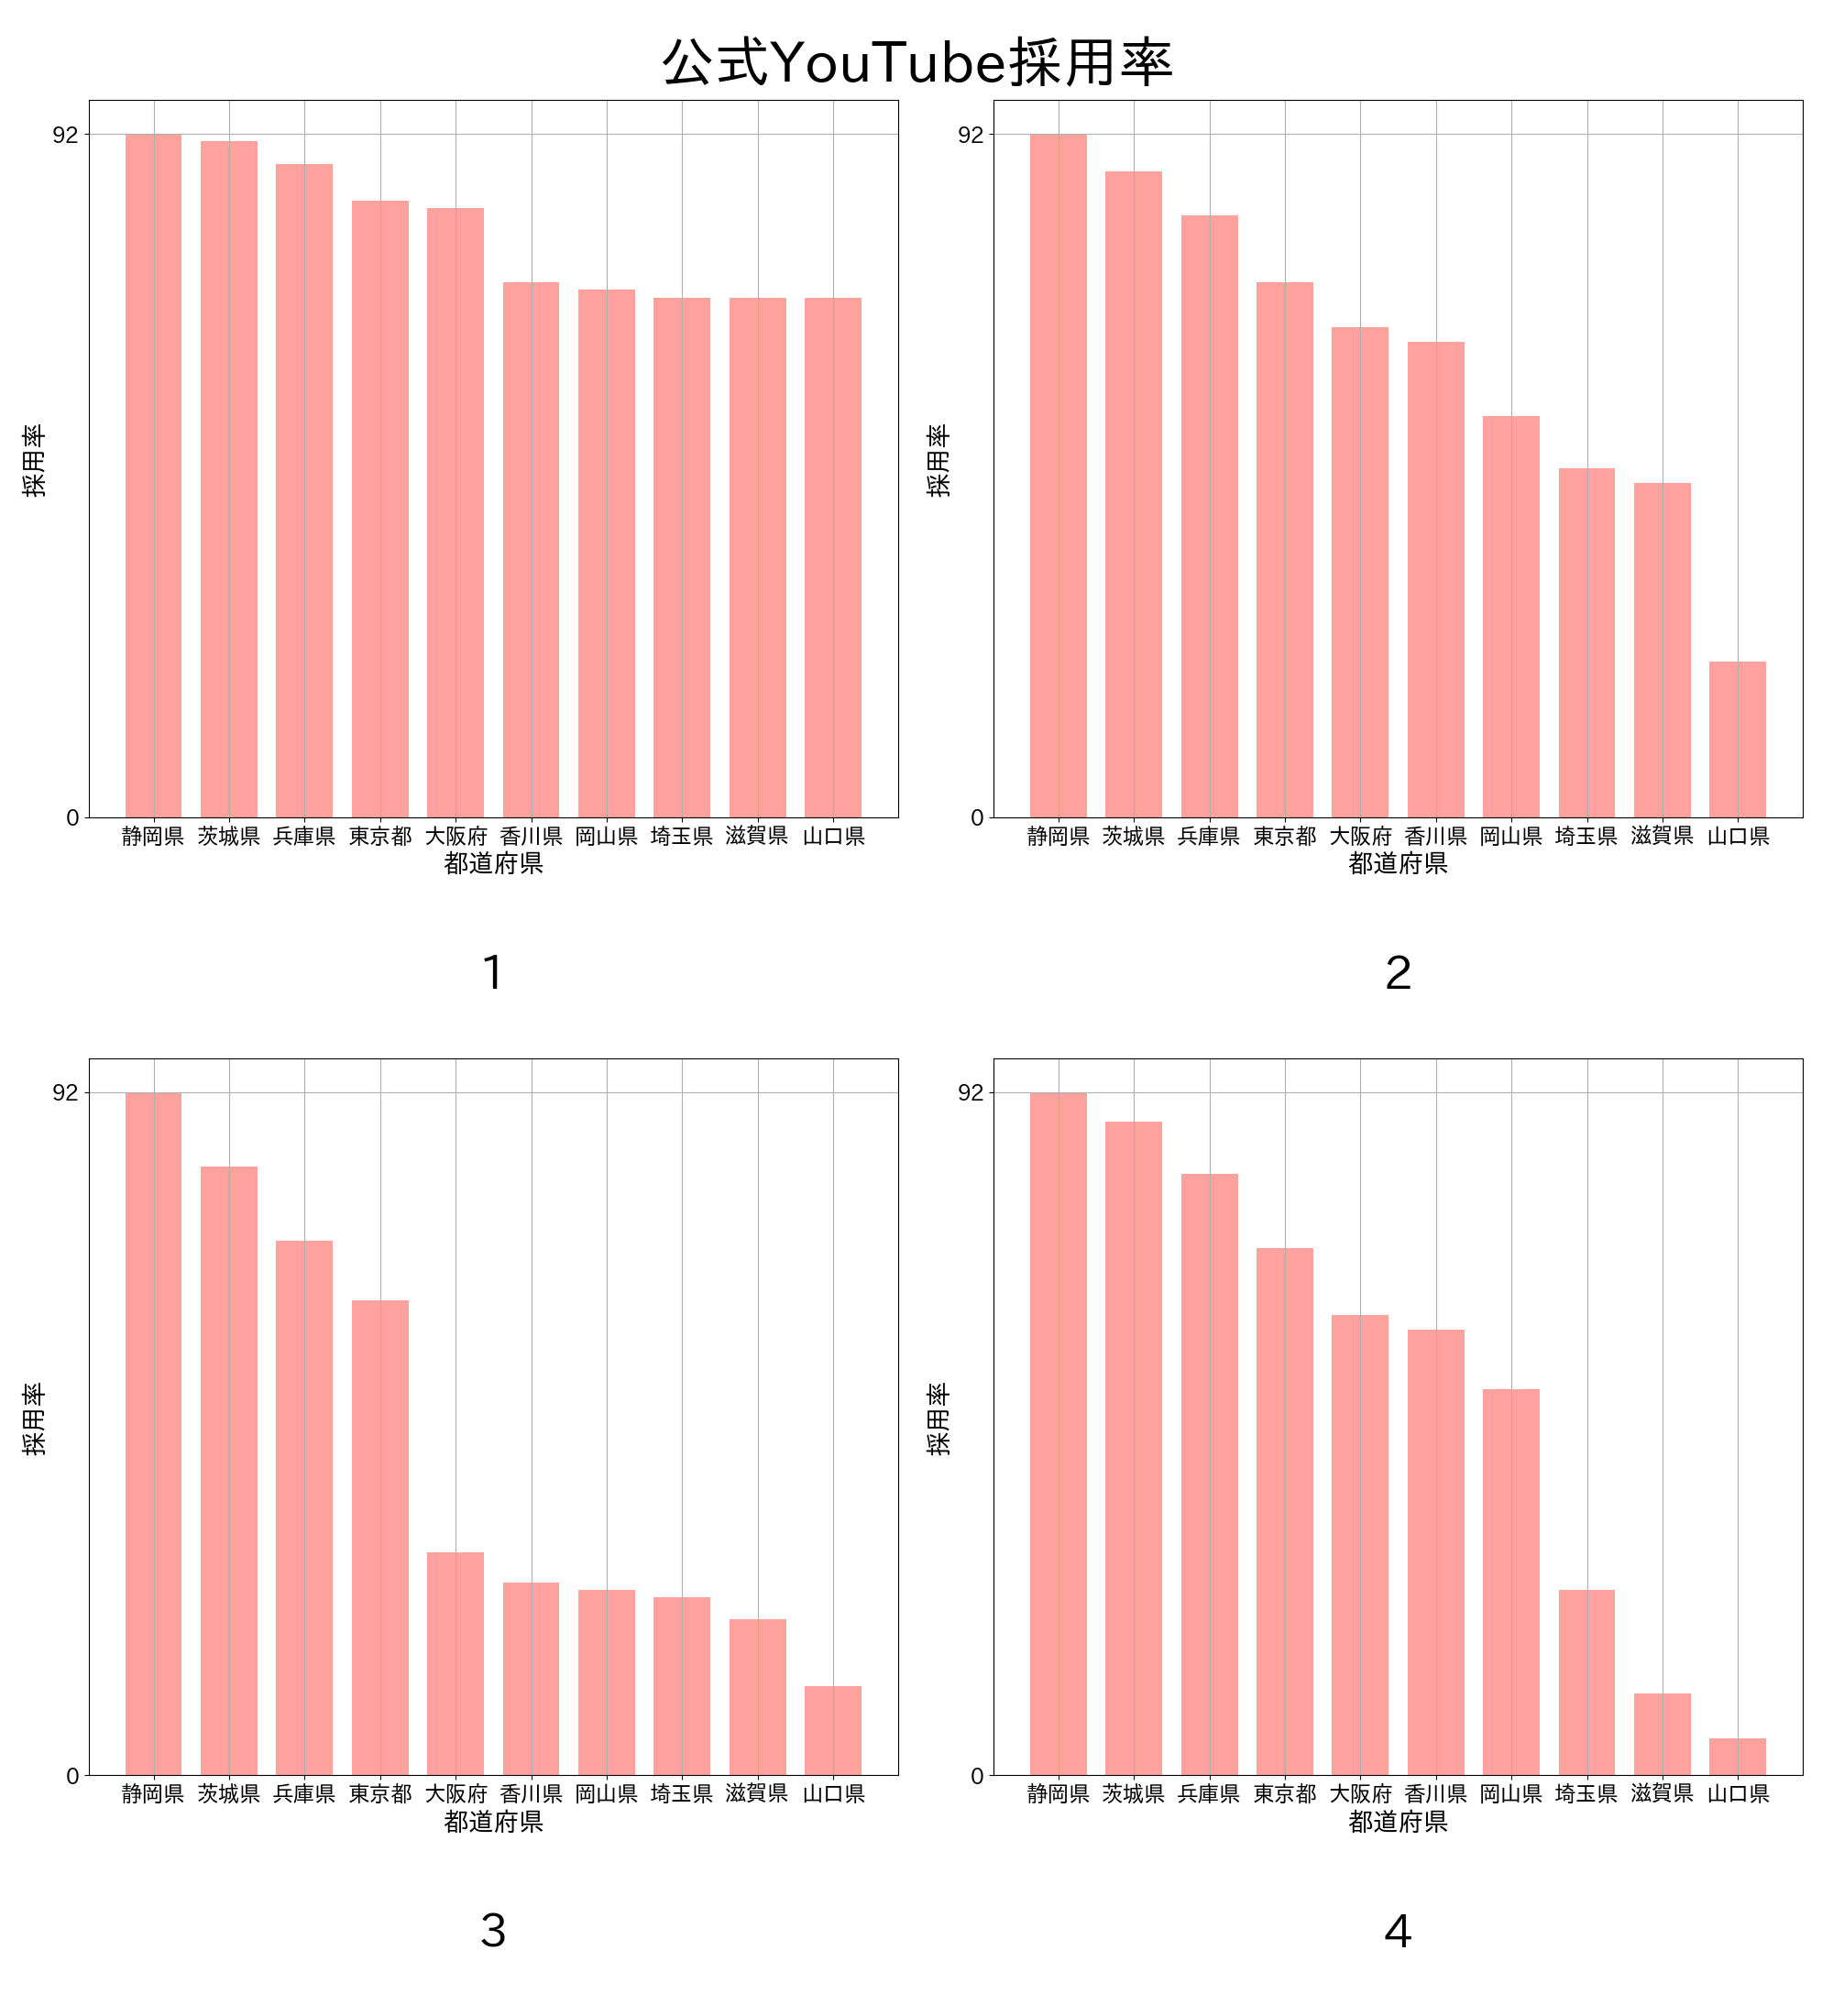 公式YouTube採用率
92
0
採用率
静岡県 茨城県 兵庫県 東京都 大阪府 香川県 岡山県 埼玉県 滋賀県 山口県
都道府県
1
92
0
採用率
静岡県 茨城県 兵庫県 東京都 大阪府 香川県 岡山県 埼玉県 滋賀県 山口県
都道府県
2
92
0
採用率
静岡県 茨城県 兵庫県 東京都 大阪府 香川県 岡山県 埼玉県 滋賀県 山口県
都道府県
3
92
0
採用率
静岡県 茨城県 兵庫県 東京都 大阪府 香川県 岡山県 埼玉県 滋賀県 山口県
都道府県
4